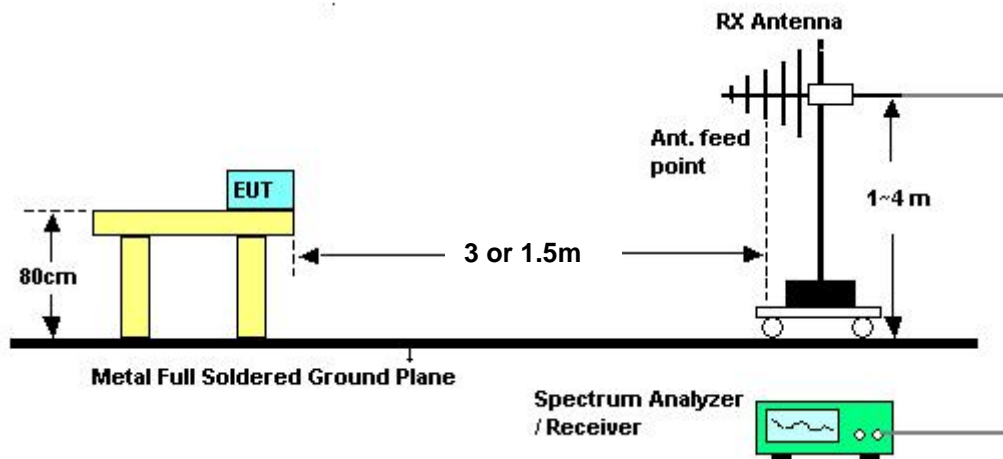 RX Antenna
Ant. feed
point
EUT
1~4 m
3 or 1.5m
80cm
Metal Full Soldered Ground Plane
Spectrum Analyzer
/ Receiver